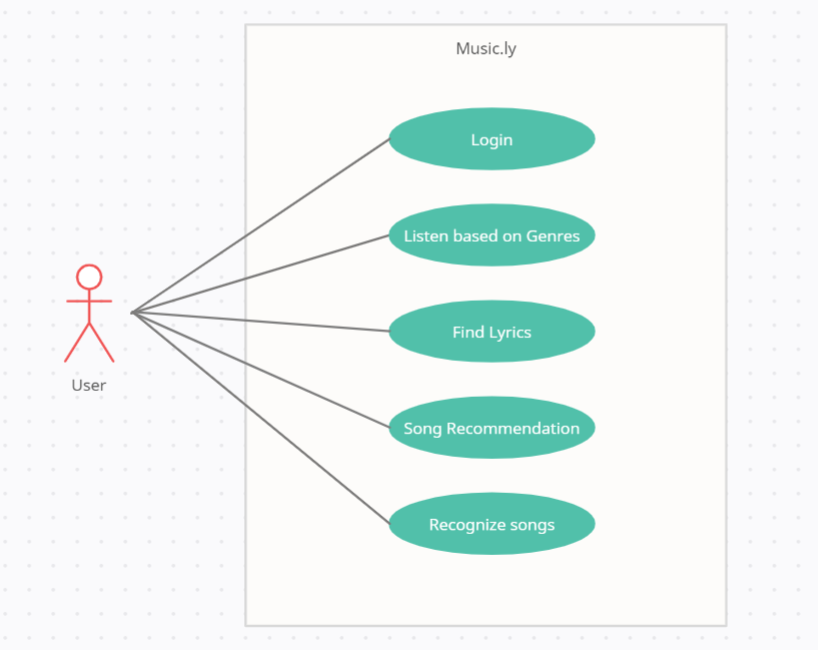 Music.ly
Login
Listen based on Genres
Find Lyrics
User
Song Recommendation
Recognize songs